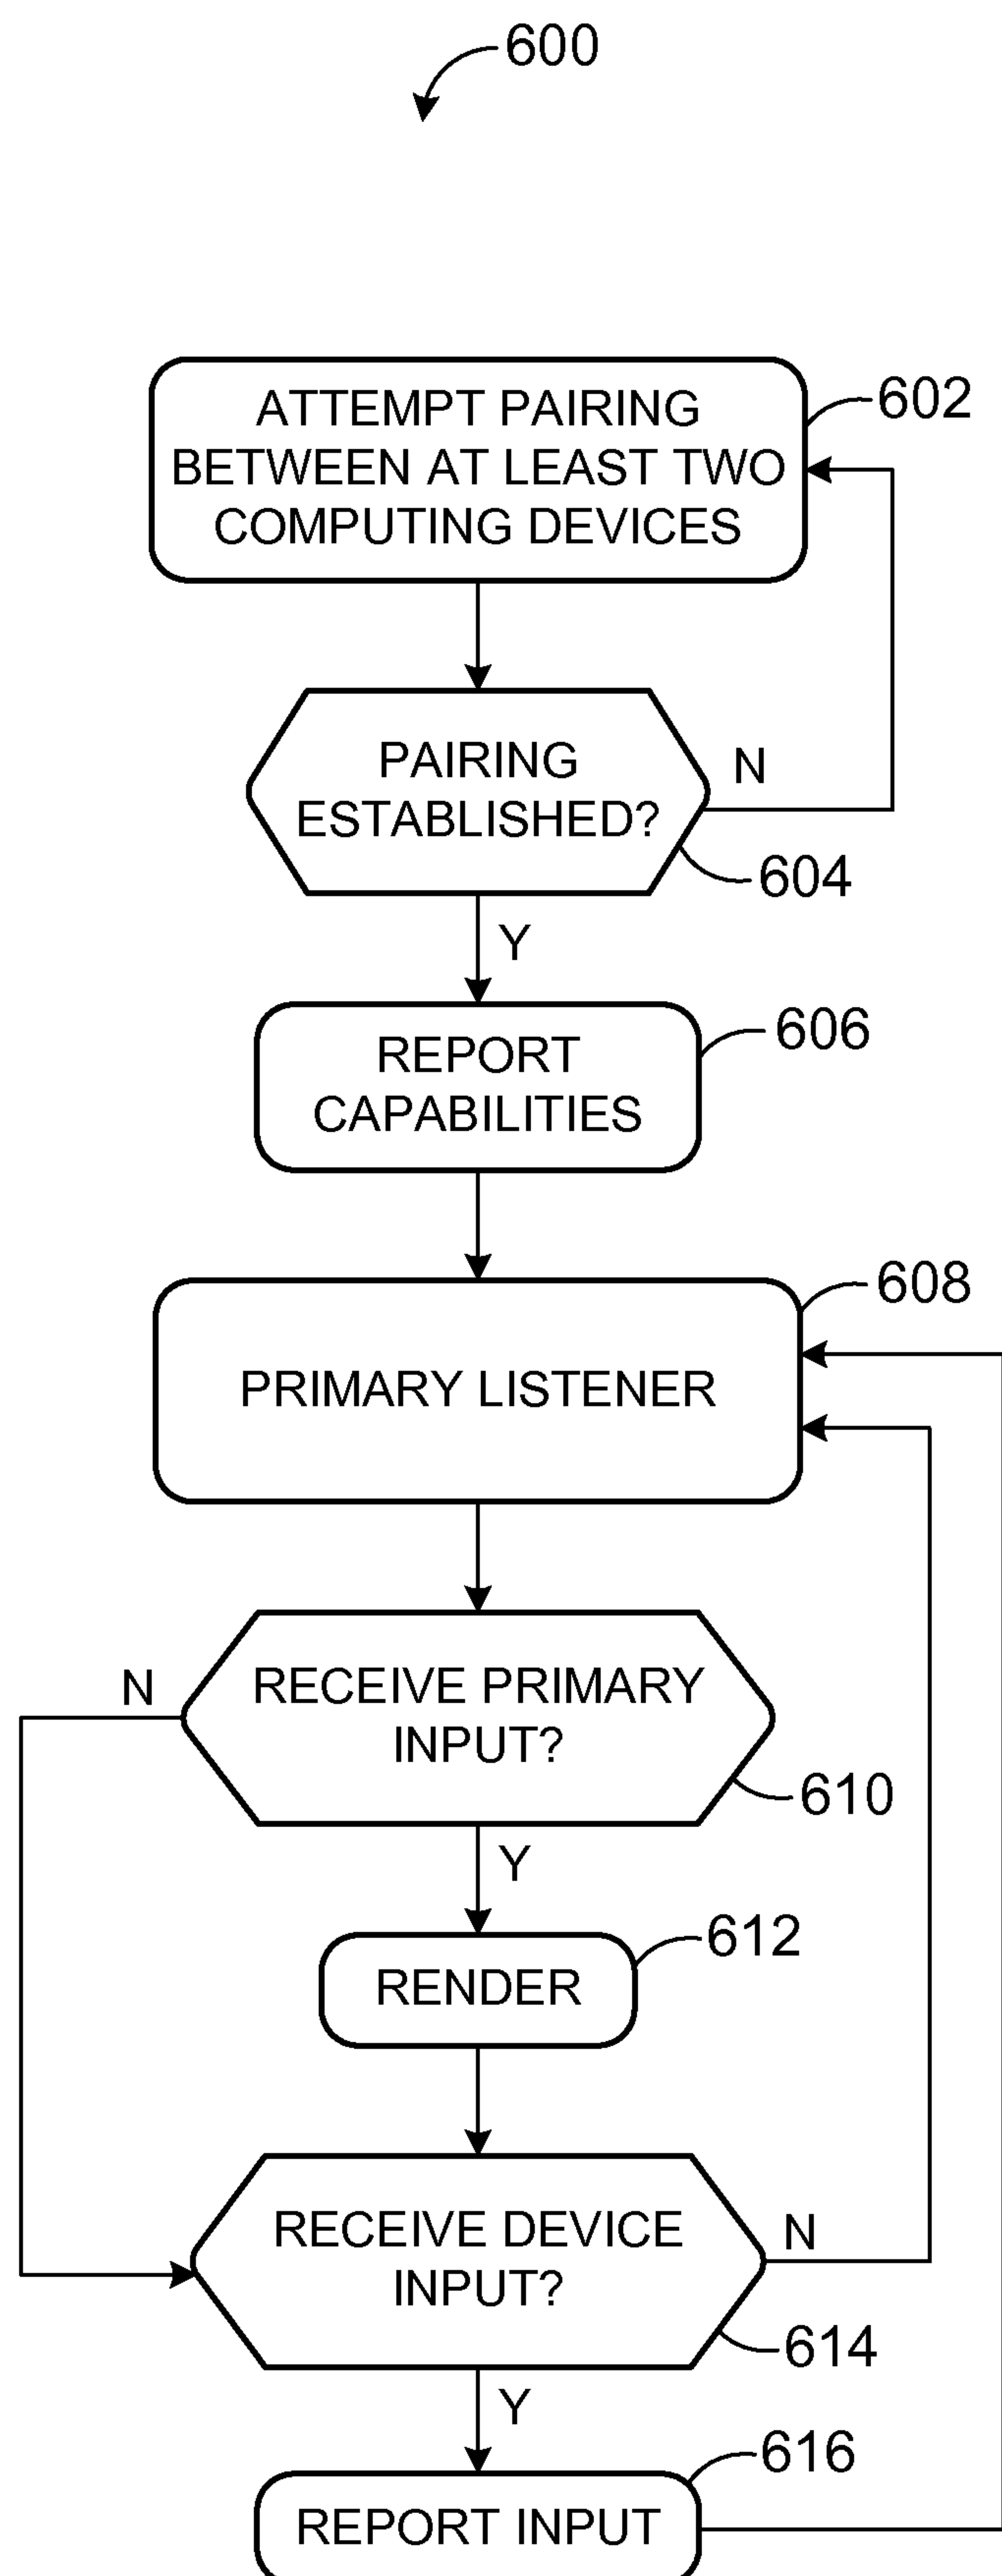 600
ATTEMPT PAIRING
BETWEEN AT LEAST TWO
COMPUTING DEVICES
602
PAIRING
ESTABLISHED?
N
604
Y
REPORT
CAPABILITIES
606
608
PRIMARY LISTENER
N
RECEIVE PRIMARY
INPUT?
610
Y
612
RENDER
RECEIVE DEVICE
INPUT?
N
614
Y
616
REPORT INPUT